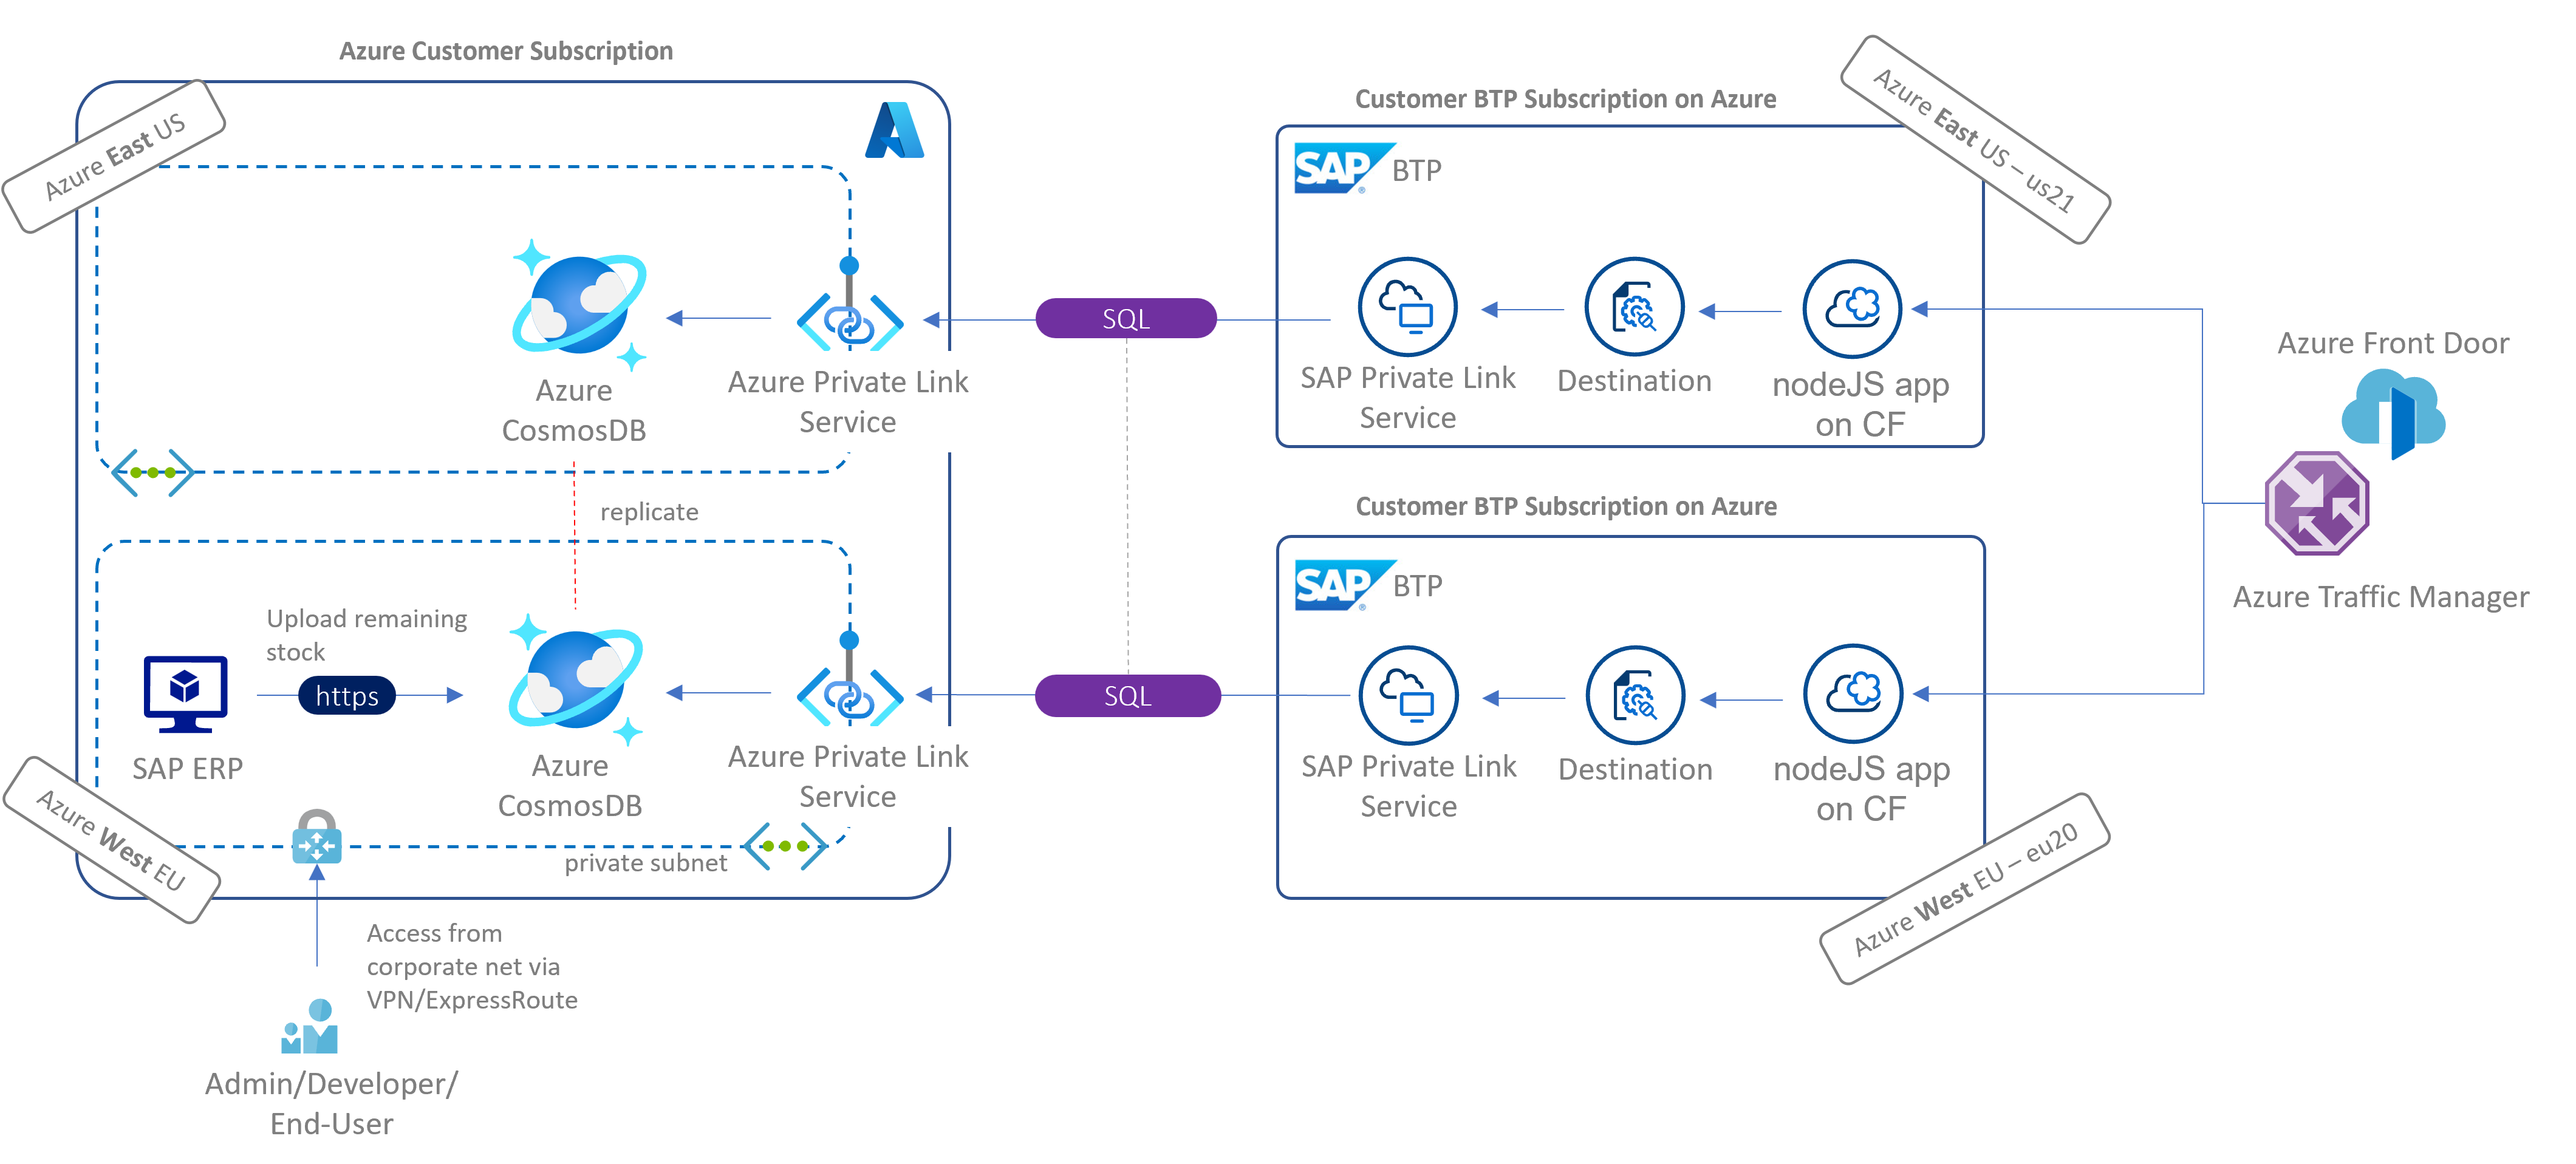 Azure Customer Subscription
Azure East US
Customer BTP Subscription on Azure
Azure East US – us21
SAP®
BTP
SQL
Azure
CosmosDB
Azure Private Link
Service
SAP Private Link
Service
Destination
nodeJS app
on CF
Azure Front Door
replicate
Customer BTP Subscription on Azure
SAP®
BTP
Azure Traffic Manager
Upload remaining
stock
https
SQL
SAP ERP
Azure
CosmosDB
Azure Private Link
Service
SAP Private Link
Service
Destination
nodeJS app
on CF
Azure West EU
private subnet
Azure West EU – eu20
Access from
corporate net via
VPN/ExpressRoute
Admin/Developer/
End-User